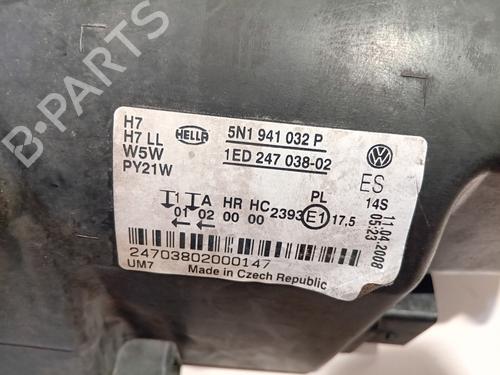 B-PARTS
H7
H7 LL
W5W
PY21W
HELLA
5N1 941 032 P
1ED 247 038-02
ES
14S
11.04.2008
05:23
1 A HR HC 2393 E1 PL 17,5
01 02 00 00
24703802000147
UM7 Made in Czech Republic